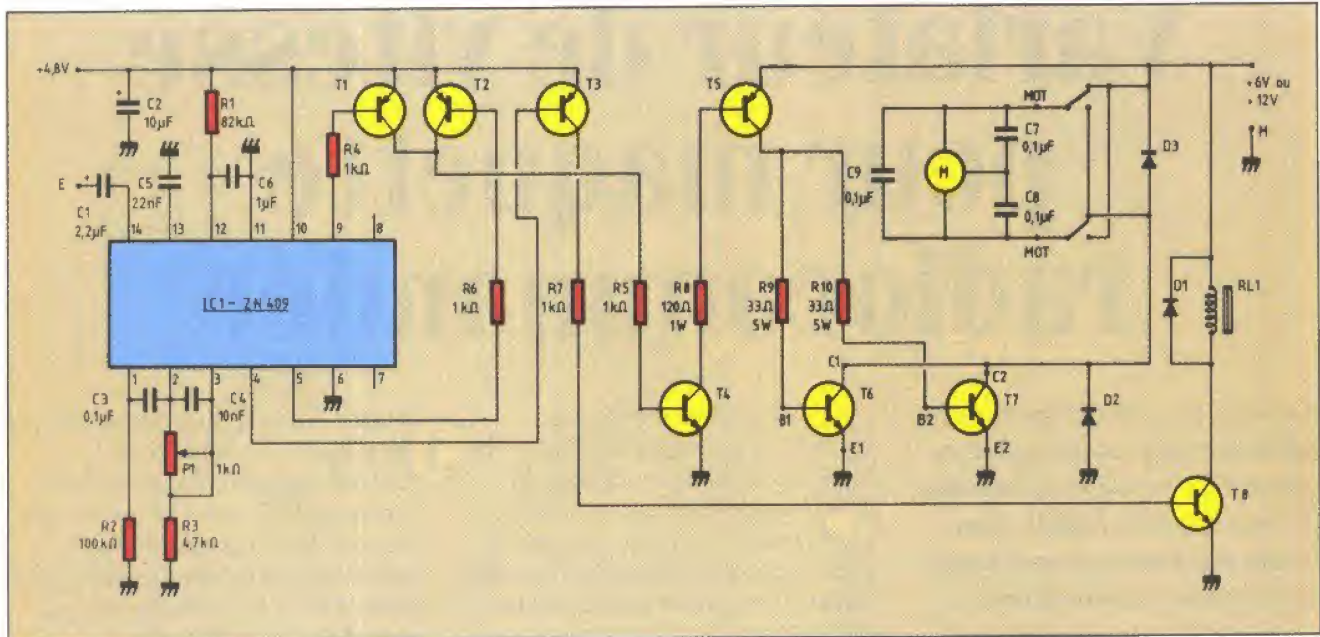 +4,8V
C2
10µF
R1
82kΩ
T1
T2
T3
T5
MOT
+6V ou
+12V
M
R4
1kΩ
C7
0,1µF
C9
0,1µF
M
C8
0,1µF
D3
E
C1
2,2µF
C5
22nF
C6
1µF
MOT
14
13
12
11
10
9
8
IC1- ZN 409
R6
1kΩ
R7
1kΩ
R5
1kΩ
R8
120Ω
1W
R9
33Ω
5W
R10
33Ω
5W
D1
RL1
1
2
3
4
5
6
7
C3
0,1µF
C4
10nF
P1
1kΩ
T4
C1
T6
B1
E1
C2
T7
B2
E2
D2
R2
100kΩ
R3
4,7kΩ
T8